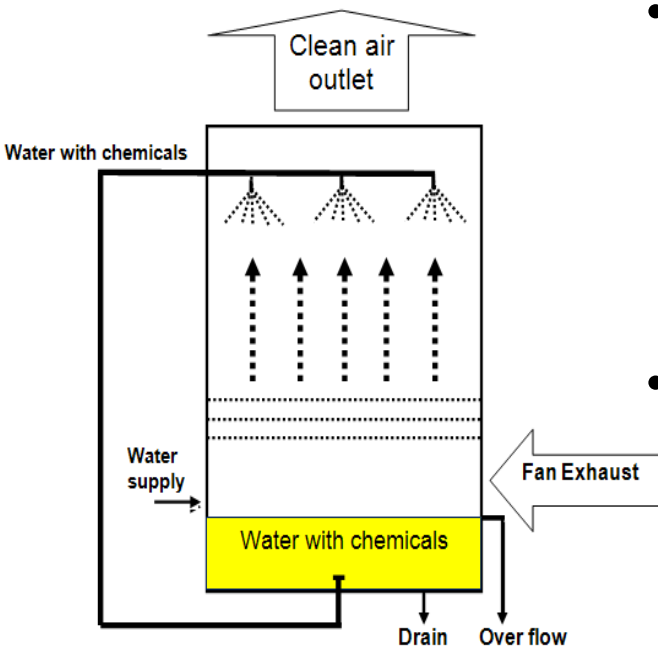 Clean air
outlet
Water with chemicals
Water
supply
Fan Exhaust
Water with chemicals
Drain
Over flow